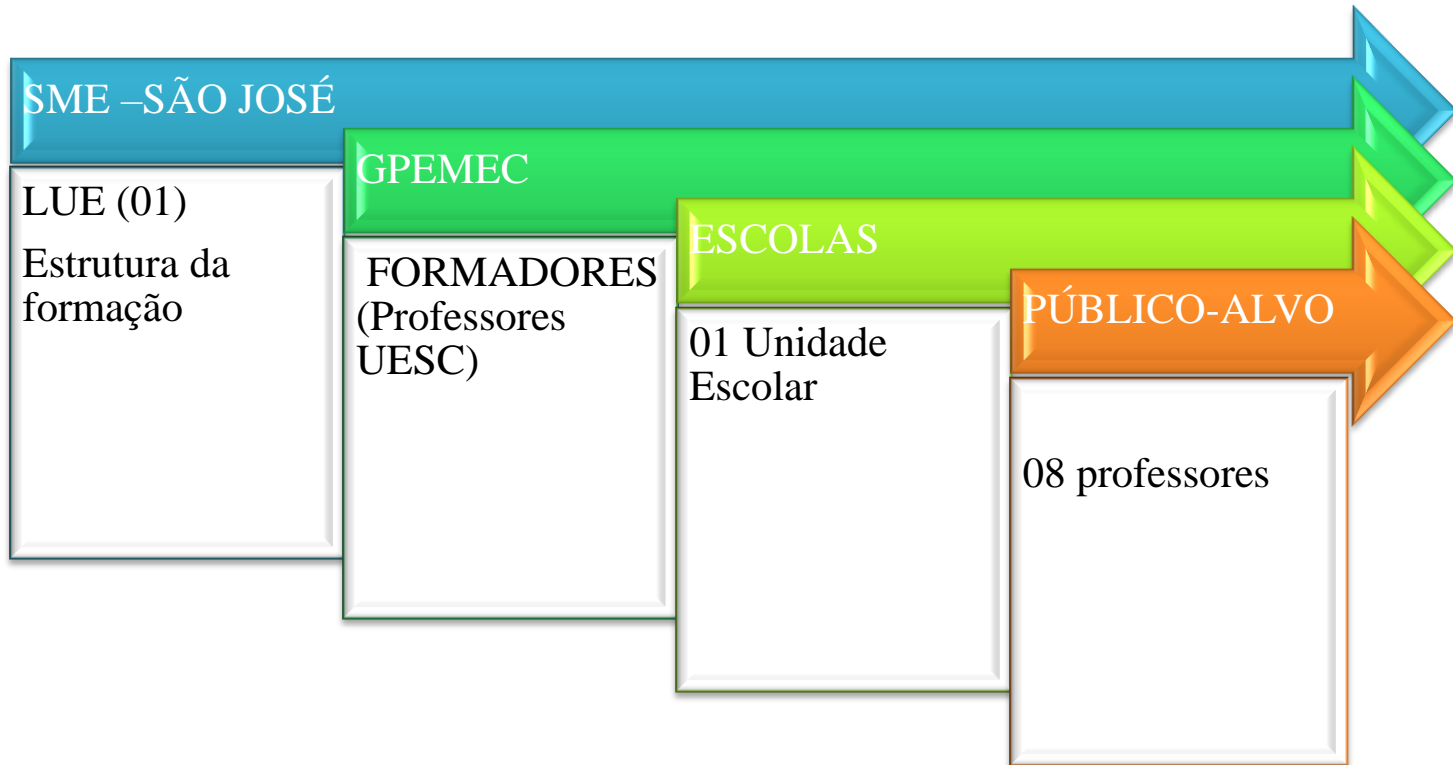 SME –SÃO JOSÉ
LUE (01)
Estrutura da
formação
GPEMEC
FORMADORES
(Professores
UESC)
ESCOLAS
01 Unidade
Escolar
PÚBLICO-ALVO
08 professores